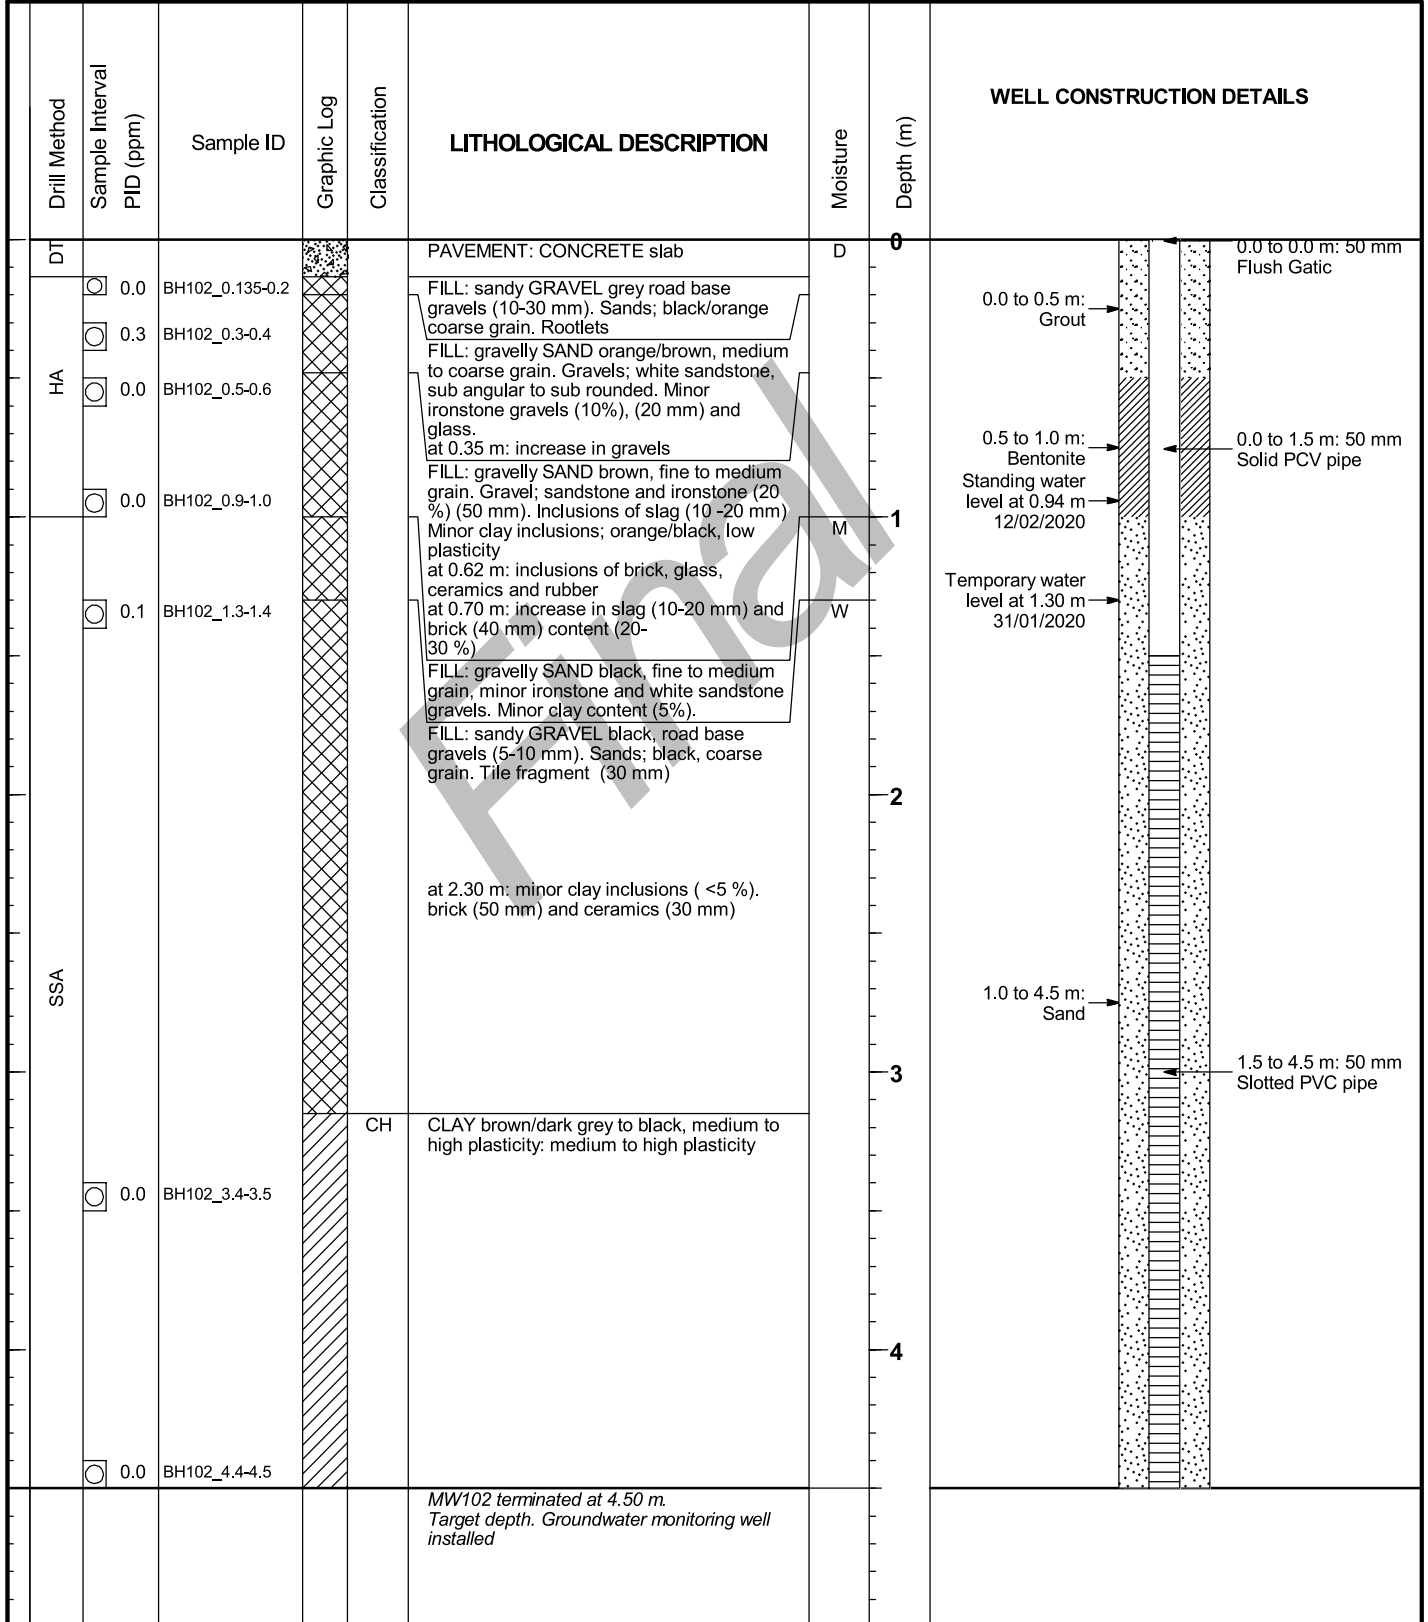 Drill Method
Sample Interval
PID (ppm)
Sample ID
Graphic Log
Classification
LITHOLOGICAL DESCRIPTION
Moisture
Depth (m)
WELL CONSTRUCTION DETAILS
DT
PAVEMENT: CONCRETE slab
D
0
0.0 to 0.0 m: 50 mm
Flush Gatic
0.0 BH102_0.135-0.2
FILL: sandy GRAVEL grey road base
gravels (10-30 mm). Sands; black/orange
coarse grain. Rootlets
0.0 to 0.5 m:
Grout
0.3 BH102_0.3-0.4
HA
0.0 BH102_0.5-0.6
FILL: gravelly SAND orange/brown, medium
to coarse grain. Gravels; white sandstone,
sub angular to sub rounded. Minor
ironstone gravels (10%), (20 mm) and
glass.
at 0.35 m: increase in gravels
0.5 to 1.0 m:
Bentonite
0.0 to 1.5 m: 50 mm
Solid PCV pipe
Standing water
level at 0.94 m
12/02/2020
0.0 BH102_0.9-1.0
FILL: gravelly SAND brown, fine to medium
grain. Gravel; sandstone and ironstone (20
%) (50 mm). Inclusions of slag (10 -20 mm)
Minor clay inclusions; orange/black, low
plasticity
at 0.62 m: inclusions of brick, glass,
ceramics and rubber
at 0.70 m: increase in slag (10-20 mm) and
brick (40 mm) content (20-
30 %)
M
1
Temporary water
level at 1.30 m
31/01/2020
0.1 BH102_1.3-1.4
W
FILL: gravelly SAND black, fine to medium
grain, minor ironstone and white sandstone
gravels. Minor clay content (5%).
FILL: sandy GRAVEL black, road base
gravels (5-10 mm). Sands; black, coarse
grain. Tile fragment (30 mm)
2
Final
at 2.30 m: minor clay inclusions ( <5 %).
brick (50 mm) and ceramics (30 mm)
SSA
1.0 to 4.5 m:
Sand
3
1.5 to 4.5 m: 50 mm
Slotted PVC pipe
CH
CLAY brown/dark grey to black, medium to
high plasticity: medium to high plasticity
0.0 BH102_3.4-3.5
4
0.0 BH102_4.4-4.5
MW102 terminated at 4.50 m.
Target depth. Groundwater monitoring well
installed